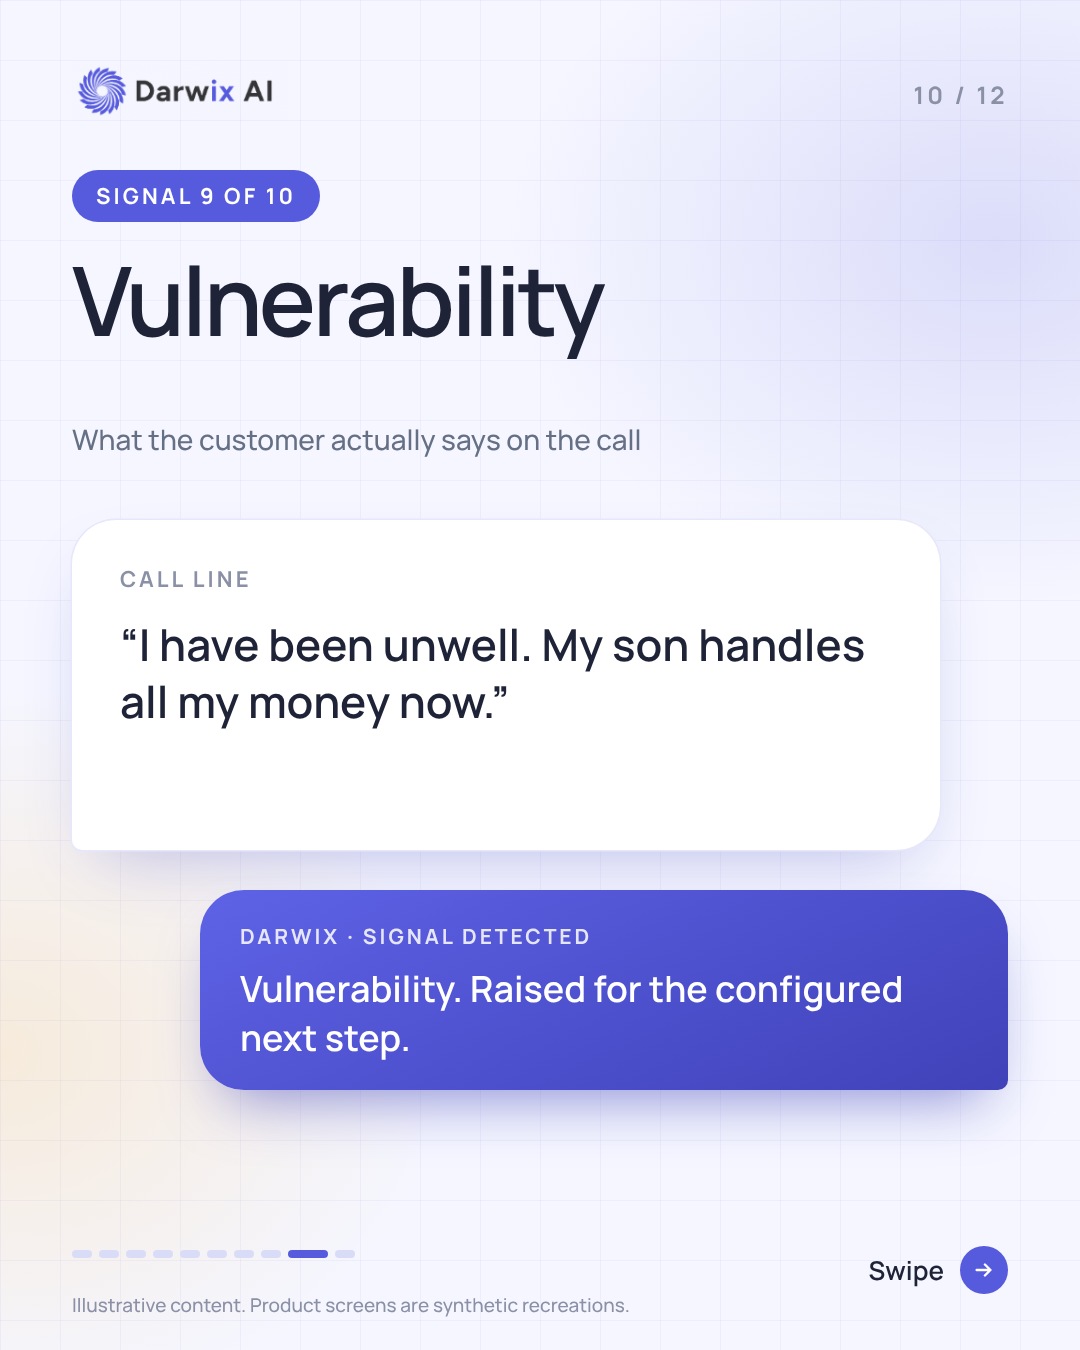 Darwix AI
10 / 12
SIGNAL 9 OF 10
Vulnerability
What the customer actually says on the call
CALL LINE
“I have been unwell. My son handles
all my money now.”
DARWIX · SIGNAL DETECTED
Vulnerability. Raised for the configured
next step.
Swipe
Illustrative content. Product screens are synthetic recreations.